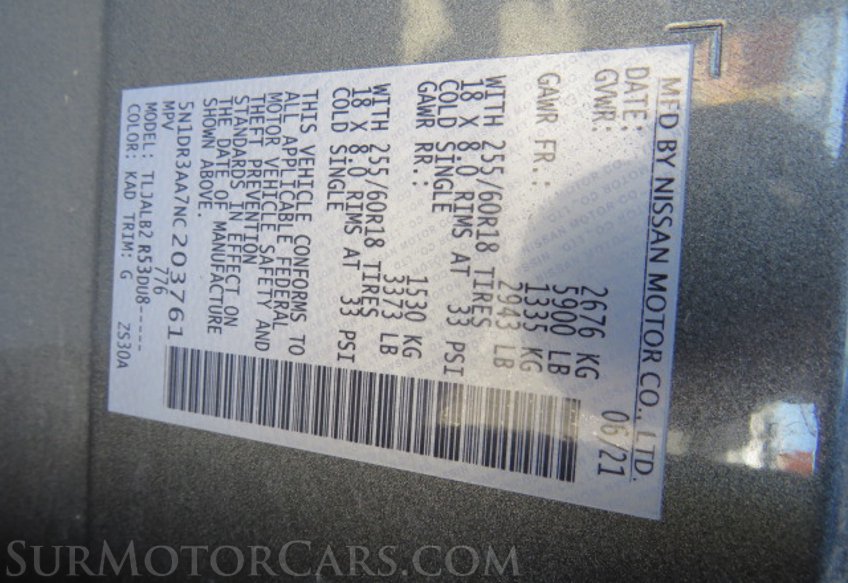 MFD BY NISSAN MOTOR CO., LTD.
DATE: 06/21
GVWR: 2676 KG
5900 LB
GAWR FR.: 1335 KG
2943 LB
WITH 255/60R18 TIRES
18 X 8.0 RIMS AT 33 PSI
COLD SINGLE
GAWR RR.: 1530 KG
3373 LB
WITH 255/60R18 TIRES
18 X 8.0 RIMS AT 33 PSI
COLD SINGLE
THIS VEHICLE CONFORMS TO
ALL APPLICABLE FEDERAL
MOTOR VEHICLE SAFETY AND
THEFT PREVENTION
STANDARDS IN EFFECT ON
THE DATE OF MANUFACTURE
SHOWN ABOVE.
5N1DR3AA7NC203761
MPV 776
MODEL: TLJALB2 R53DU8-----
COLOR: KAD TRIM: G ZS30A
SurMotorCars.com